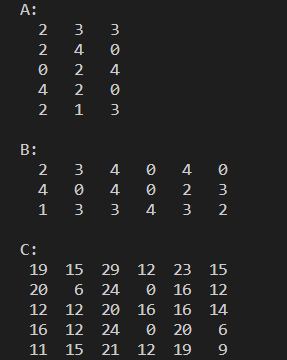 A:
2 3 3
2 4 0
0 2 4
4 2 0
2 1 3
B:
2 3 4 0 4 0
4 0 4 0 2 3
1 3 3 4 3 2
C:
19 15 29 12 23 15
20 6 24 0 16 12
12 12 20 16 16 14
16 12 24 0 20 6
11 15 21 12 19 9